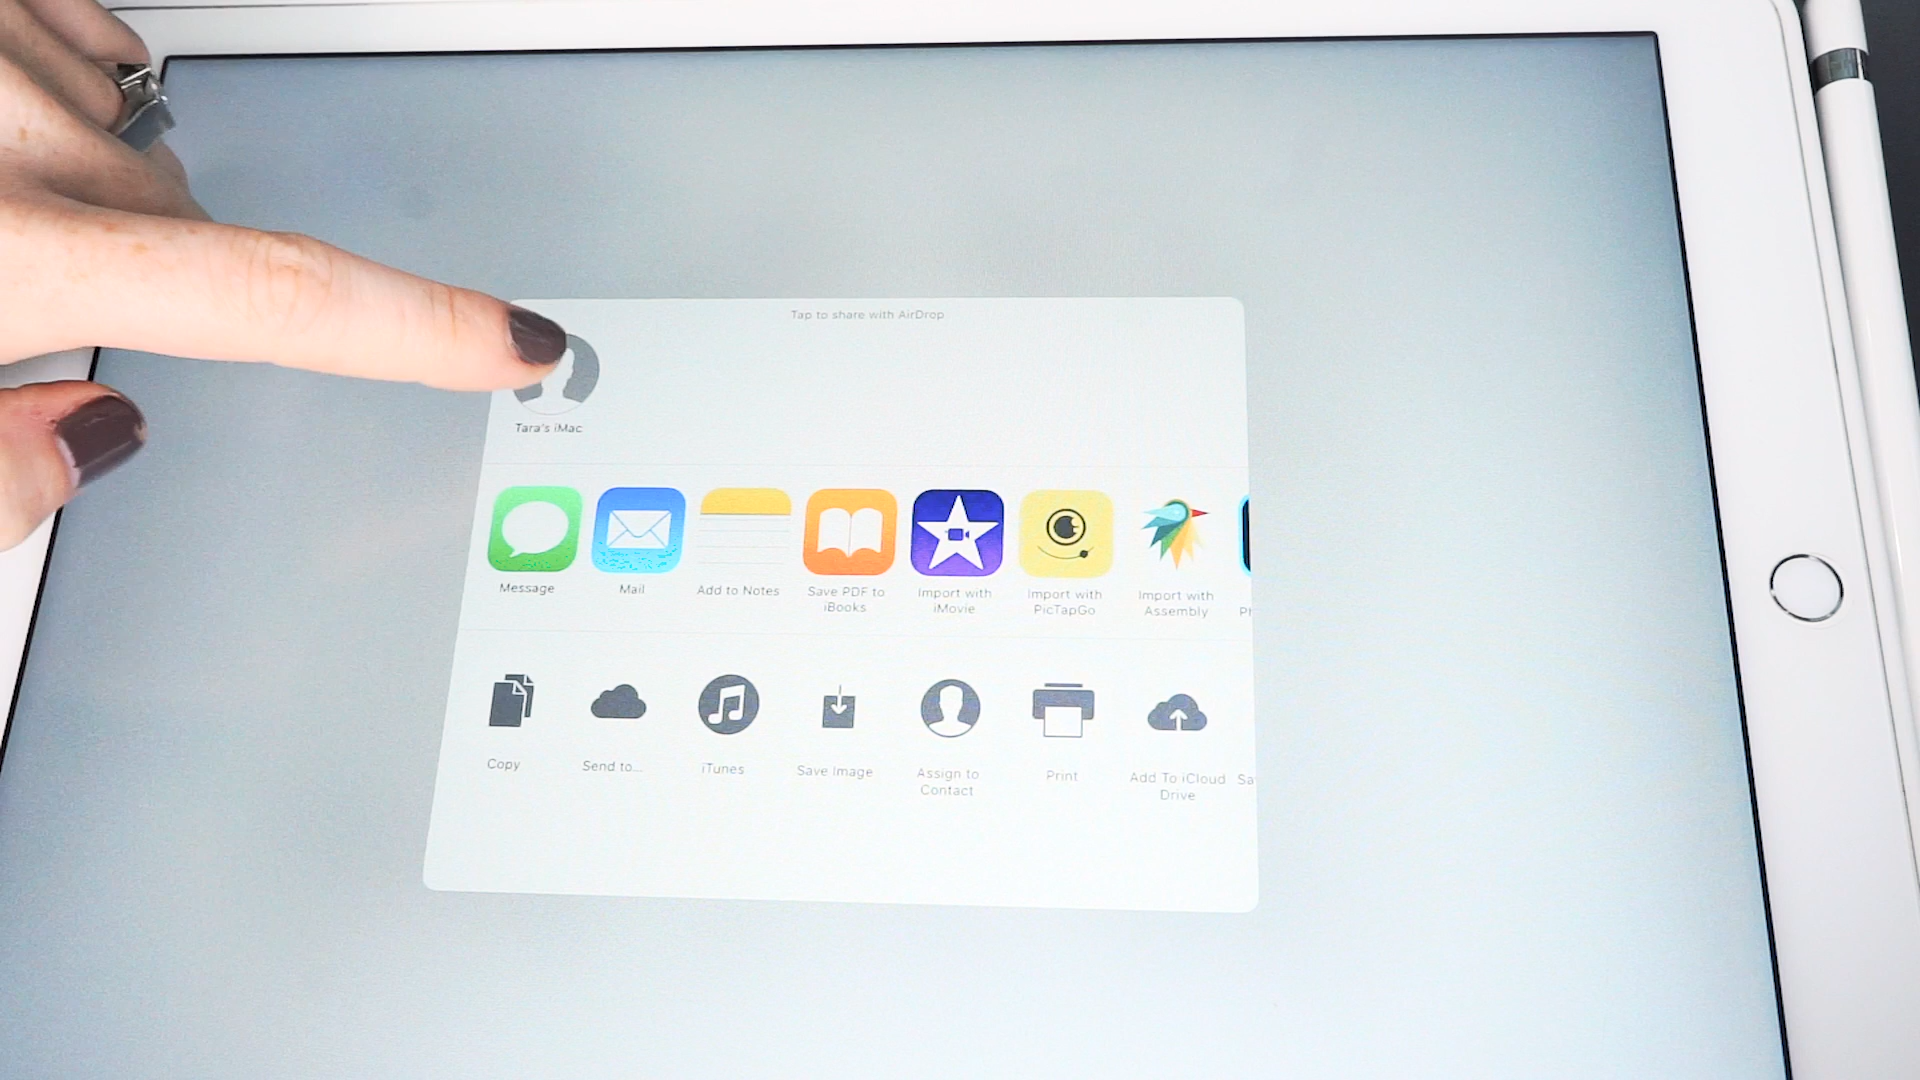 Tap to share with AirDrop
Tara's iMac
Message
Mail
Add to Notes
Save PDF to
iBooks
Import with
iMovie
Import with
PicTapGo
Import with
Assembly
Copy
Send to...
iTunes
Save Image
Assign to
Contact
Print
Add To iCloud
Drive